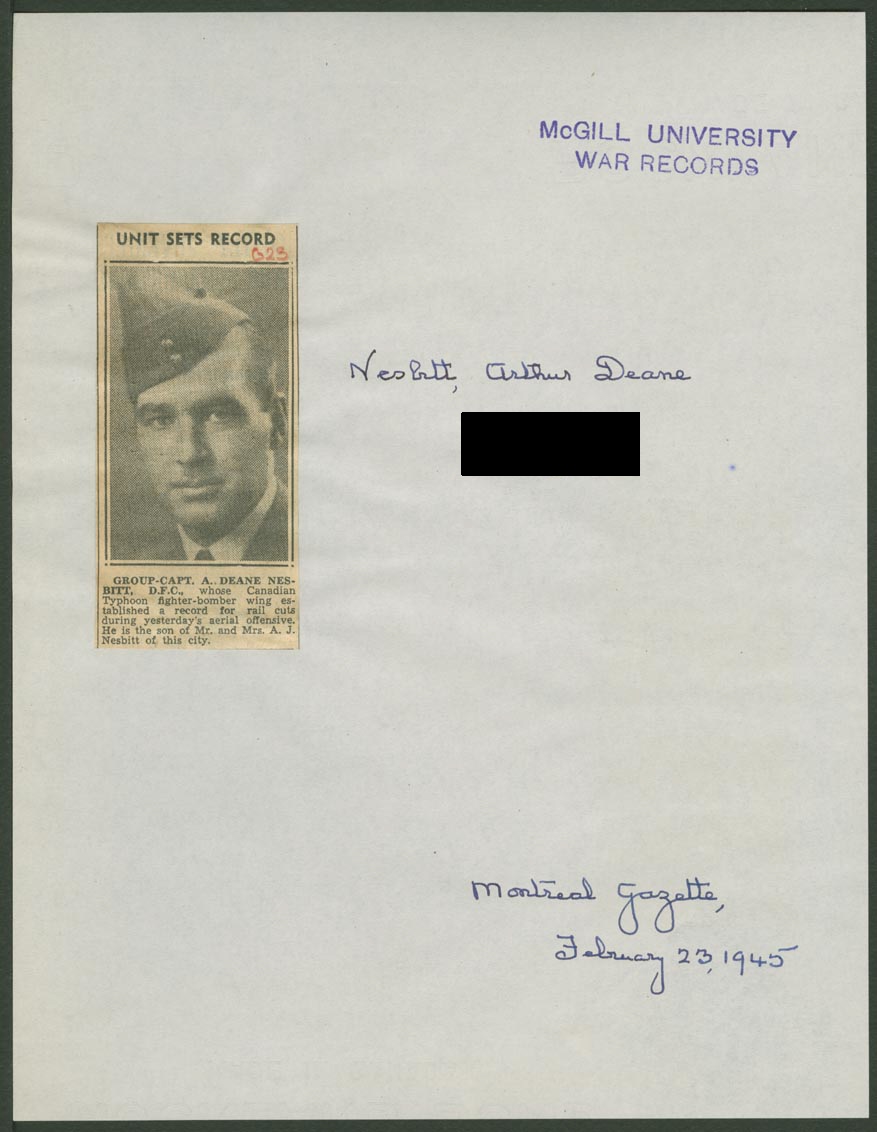 McGILL UNIVERSITY
WAR RECORDS
UNIT SETS RECORD
G23
Nesbitt, Arthur Deane
GROUP-CAPT. A.. DEANE NES-
BITT, D.F.C., whose Canadian
Typhoon fighter-bomber wing es-
tablished a record for rail cuts
during yesterday's aerial offensive.
He is the son of Mr. and Mrs. A. J.
Nesbitt of this city.
Montreal Gazette,
February 23, 1945